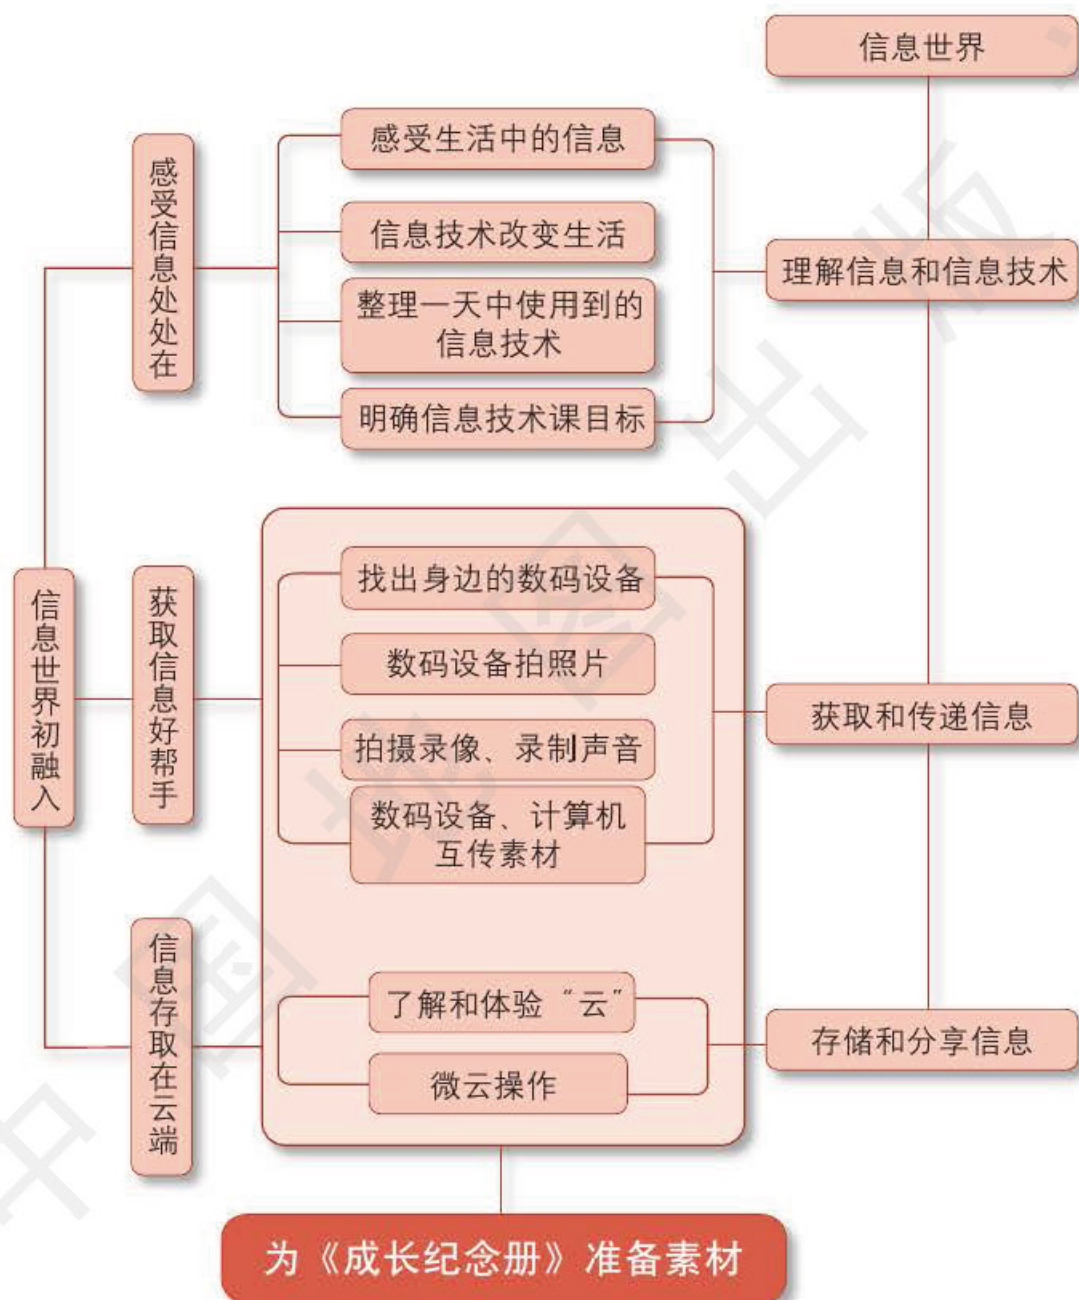 信息世界
感受生活中的信息
感受信息处处在
信息技术改变生活
理解信息和信息技术
整理一天中使用到的
信息技术
明确信息技术课目标
信息世界初融入
获取信息好帮手
找出身边的数码设备
数码设备拍照片
获取和传递信息
拍摄录像、录制声音
数码设备、计算机
互传素材
信息存取在云端
了解和体验“云”
存储和分享信息
微云操作
为《成长纪念册》准备素材
中国地图出版